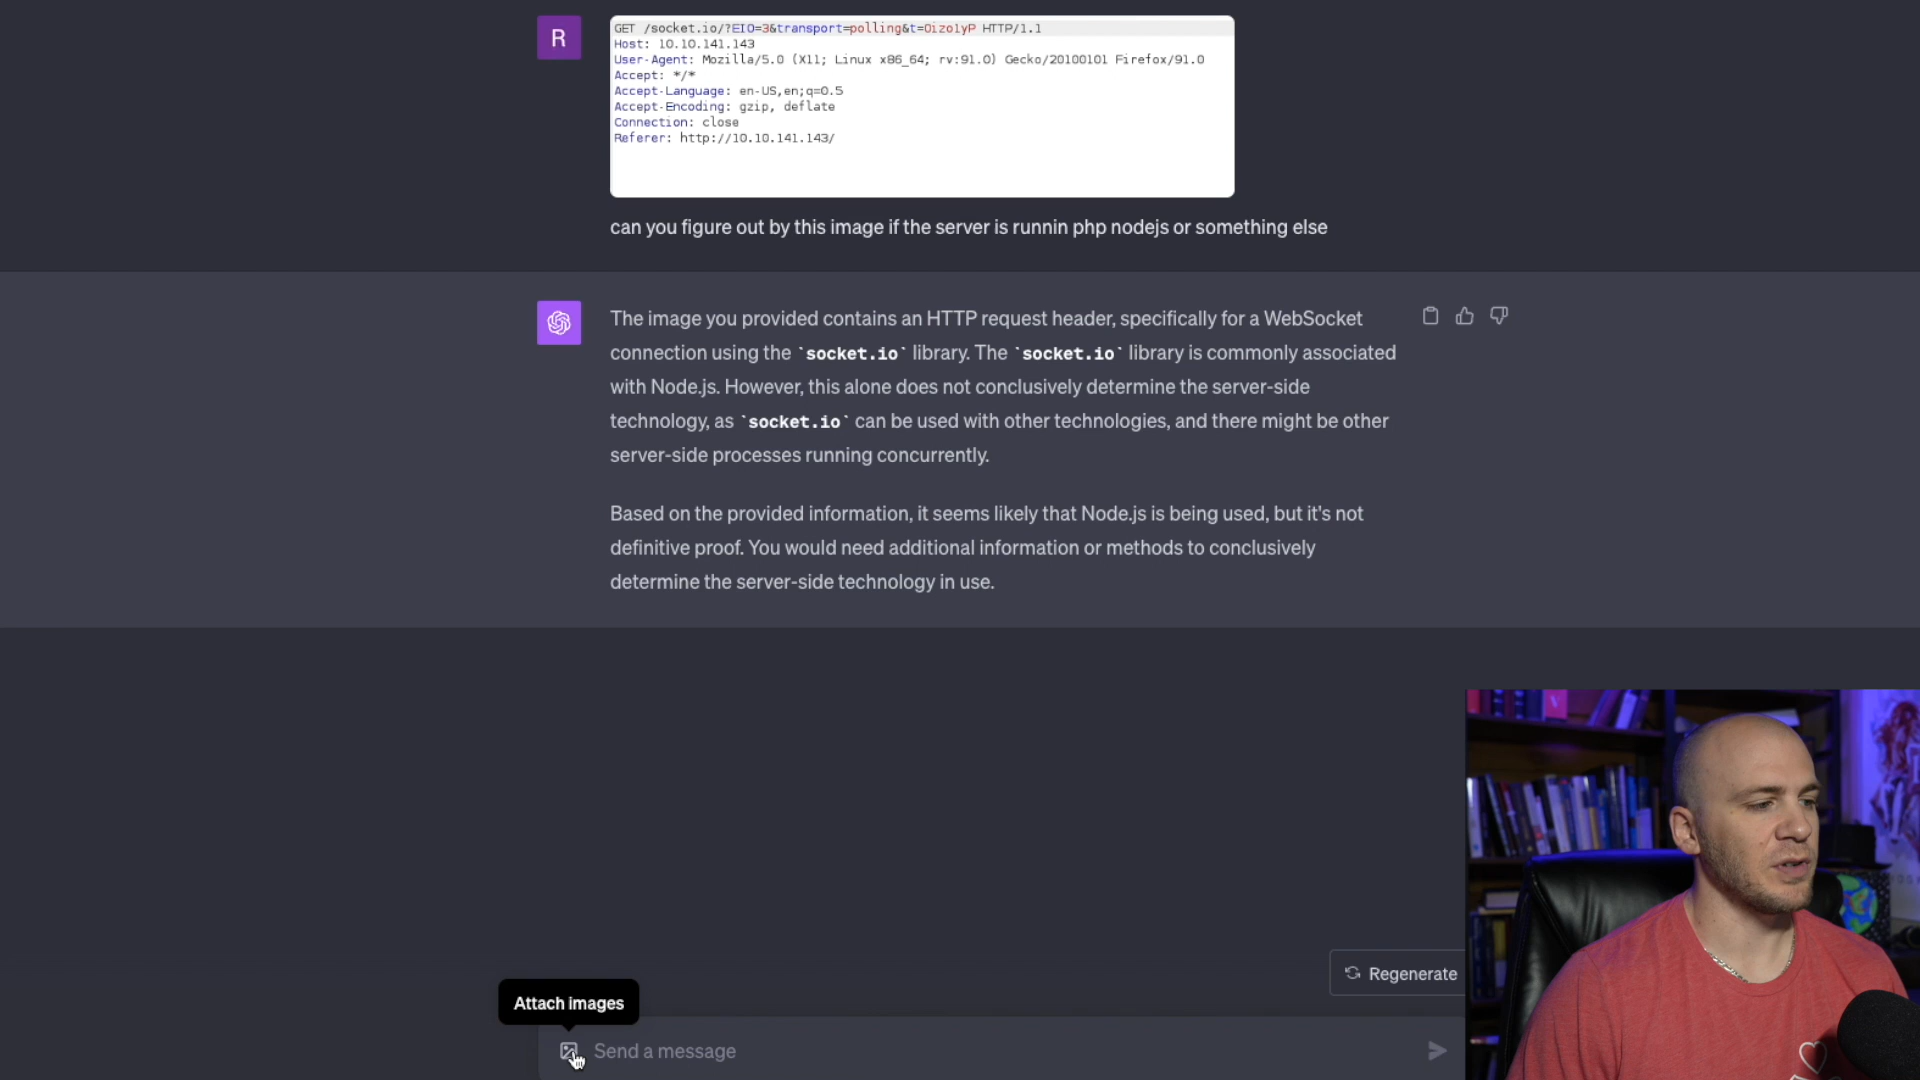 R
GET /socket.io/?EIO=3&transport=polling&t=OizolyP HTTP/1.1
Host: 10.10.141.143
User-Agent: Mozilla/5.0 (X11; Linux x86_64; rv:91.0) Gecko/20100101 Firefox/91.0
Accept: */*
Accept-Language: en-US,en;q=0.5
Accept-Encoding: gzip, deflate
Connection: close
Referer: http://10.10.141.143/
can you figure out by this image if the server is runnin php nodejs or something else
The image you provided contains an HTTP request header, specifically for a WebSocket
connection using the `socket.io` library. The `socket.io` library is commonly associated
with Node.js. However, this alone does not conclusively determine the server-side
technology, as `socket.io` can be used with other technologies, and there might be other
server-side processes running concurrently.
Based on the provided information, it seems likely that Node.js is being used, but it's not
definitive proof. You would need additional information or methods to conclusively
determine the server-side technology in use.
Regenerate
Attach images
Send a message